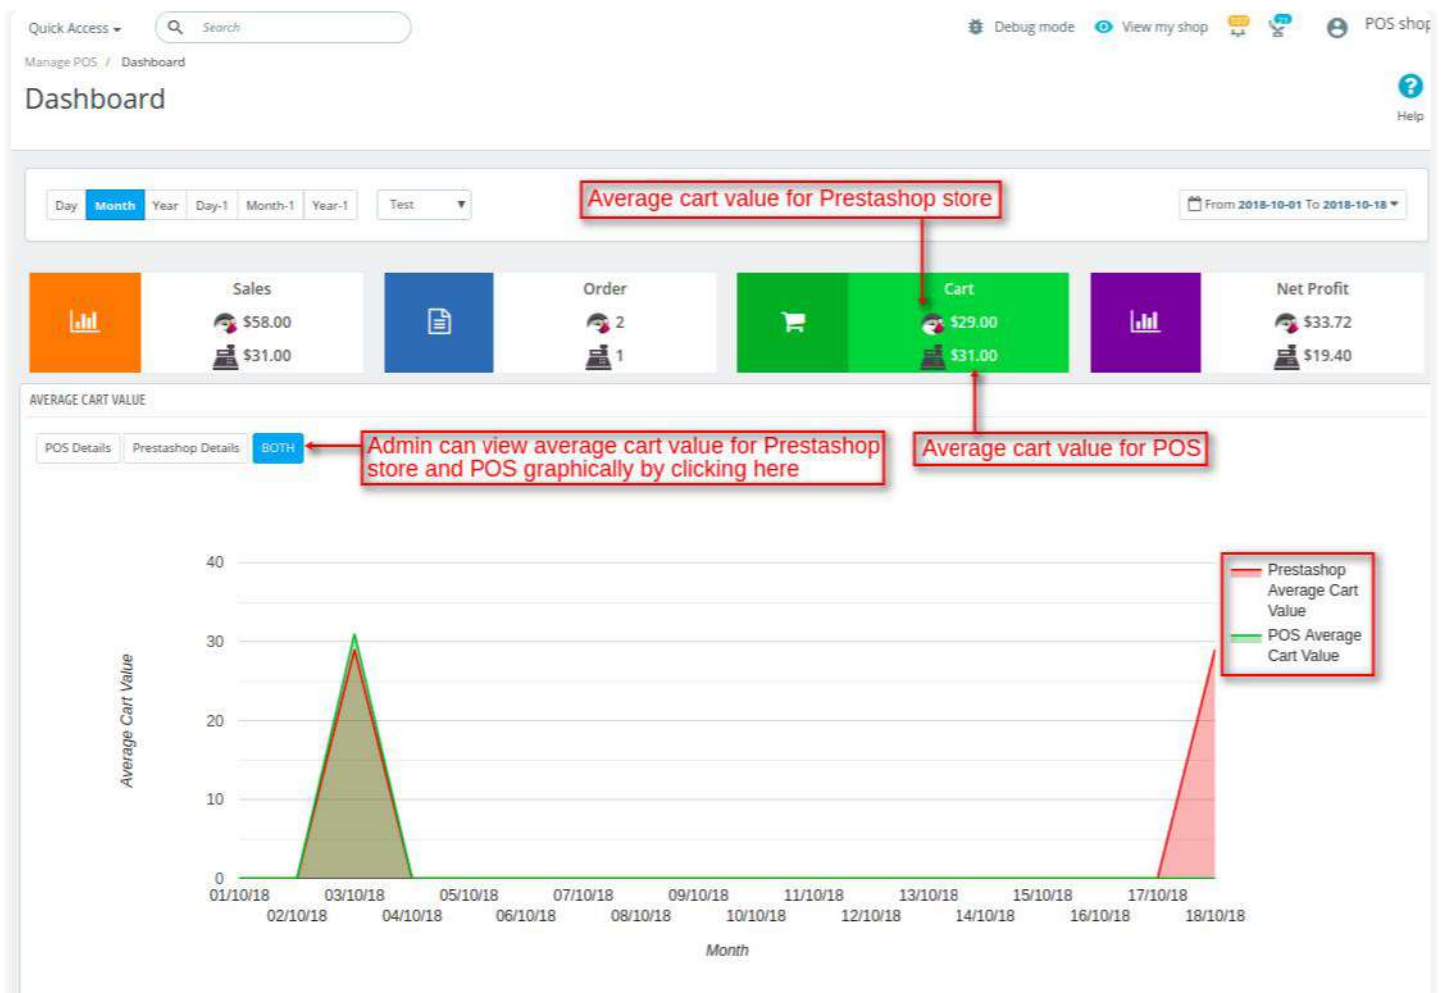 Quick Access
Search
Debug mode
View my shop
POS shop
Manage POS / Dashboard
Dashboard
Help
Day Month Year Day-1 Month-1 Year-1
Test
Average cart value for Prestashop store
From 2018-10-01 To 2018-10-18
Sales
$58.00
$31.00
Order
2
1
Cart
$29.00
$31.00
Net Profit
$33.72
$19.40
AVERAGE CART VALUE
POS Details Prestashop Details BOTH
Admin can view average cart value for Prestashop
store and POS graphically by clicking here
Average cart value for POS
40
30
20
10
0
Average Cart Value
Prestashop
Average Cart
Value
POS Average
Cart Value
01/10/18 03/10/18 05/10/18 07/10/18 09/10/18 11/10/18 13/10/18 15/10/18 17/10/18
02/10/18 04/10/18 06/10/18 08/10/18 10/10/18 12/10/18 14/10/18 16/10/18 18/10/18
Month